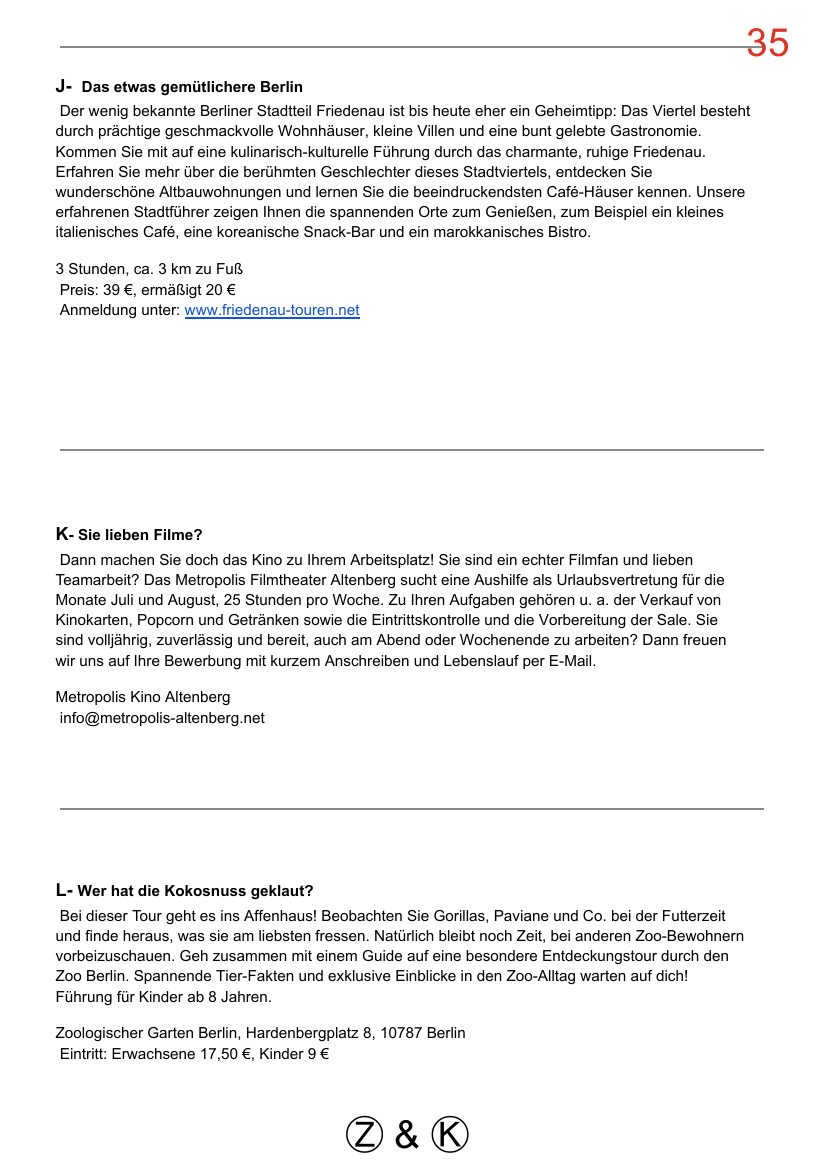 35
J- Das etwas gemütlichere Berlin
Der wenig bekannte Berliner Stadtteil Friedenau ist bis heute eher ein Geheimtipp: Das Viertel besteht
durch prächtige geschmackvolle Wohnhäuser, kleine Villen und eine bunt gelebte Gastronomie.
Kommen Sie mit auf eine kulinarisch-kulturelle Führung durch das charmante, ruhige Friedenau.
Erfahren Sie mehr über die berühmten Geschlechter dieses Stadtviertels, entdecken Sie
wunderschöne Altbauwohnungen und lernen Sie die beeindruckendsten Café-Häuser kennen. Unsere
erfahrenen Stadtführer zeigen Ihnen die spannenden Orte zum Genießen, zum Beispiel ein kleines
italienisches Café, eine koreanische Snack-Bar und ein marokkanisches Bistro.
3 Stunden, ca. 3 km zu Fuß
Preis: 39 €, ermäßigt 20 €
Anmeldung unter: www.friedenau-touren.net
K- Sie lieben Filme?
Dann machen Sie doch das Kino zu Ihrem Arbeitsplatz! Sie sind ein echter Filmfan und lieben
Teamarbeit? Das Metropolis Filmtheater Altenberg sucht eine Aushilfe als Urlaubsvertretung für die
Monate Juli und August, 25 Stunden pro Woche. Zu Ihren Aufgaben gehören u. a. der Verkauf von
Kinokarten, Popcorn und Getränken sowie die Eintrittskontrolle und die Vorbereitung der Sale. Sie
sind volljährig, zuverlässig und bereit, auch am Abend oder Wochenende zu arbeiten? Dann freuen
wir uns auf Ihre Bewerbung mit kurzem Anschreiben und Lebenslauf per E-Mail.
Metropolis Kino Altenberg
info@metropolis-altenberg.net
L- Wer hat die Kokosnuss geklaut?
Bei dieser Tour geht es ins Affenhaus! Beobachten Sie Gorillas, Paviane und Co. bei der Futterzeit
und finde heraus, was sie am liebsten fressen. Natürlich bleibt noch Zeit, bei anderen Zoo-Bewohnern
vorbeizuschauen. Geh zusammen mit einem Guide auf eine besondere Entdeckungstour durch den
Zoo Berlin. Spannende Tier-Fakten und exklusive Einblicke in den Zoo-Alltag warten auf dich!
Führung für Kinder ab 8 Jahren.
Zoologischer Garten Berlin, Hardenbergplatz 8, 10787 Berlin
Eintritt: Erwachsene 17,50 €, Kinder 9 €
Ⓩ & Ⓚ